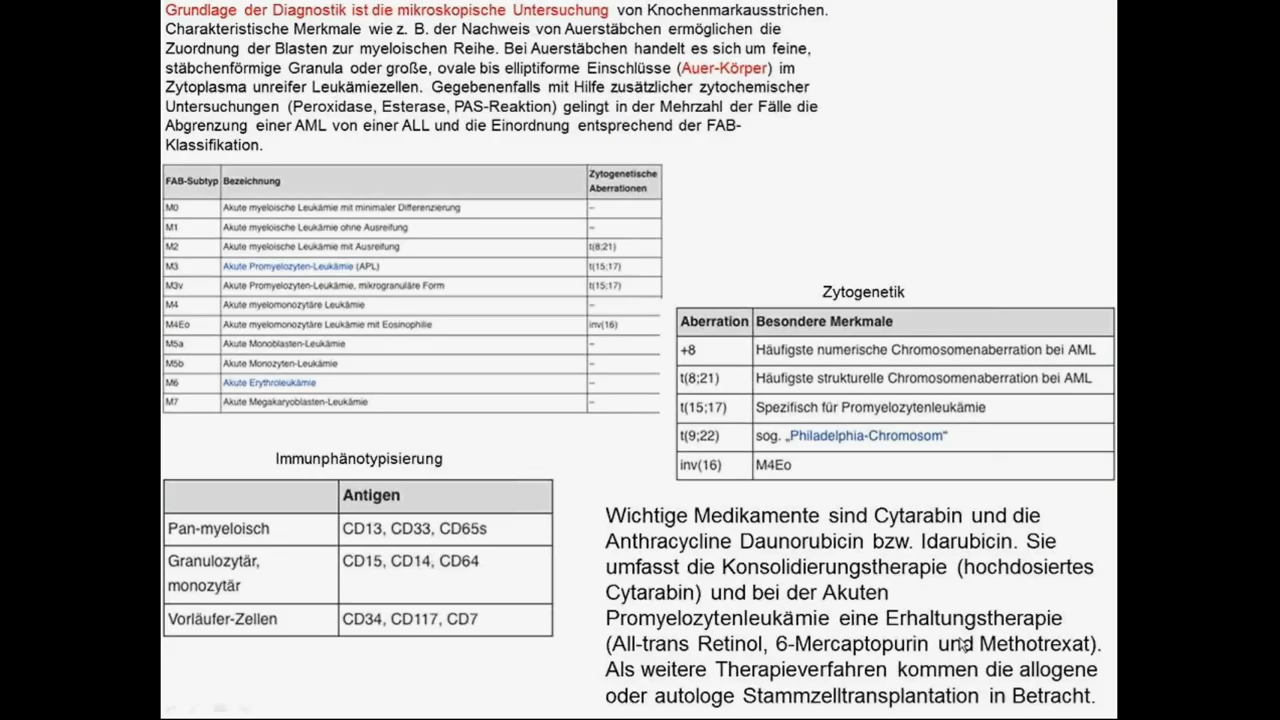 Grundlage der Diagnostik ist die mikroskopische Untersuchung von Knochenmarkausstrichen.
Charakteristische Merkmale wie z. B. der Nachweis von Auerstäbchen ermöglichen die
Zuordnung der Blasten zur myeloischen Reihe. Bei Auerstäbchen handelt es sich um feine,
stäbchenförmige Granula oder große, ovale bis elliptiforme Einschlüsse (Auer-Körper) im
Zytoplasma unreifer Leukämiezellen. Gegebenenfalls mit Hilfe zusätzlicher zytochemischer
Untersuchungen (Peroxidase, Esterase, PAS-Reaktion) gelingt in der Mehrzahl der Fälle die
Abgrenzung einer AML von einer ALL und die Einordnung entsprechend der FAB-
Klassifikation.
FAB-Subtyp Bezeichnung Zytogenetische
Aberrationen
M0 Akute myeloische Leukämie mit minimaler Differenzierung –
M1 Akute myeloische Leukämie ohne Ausreifung –
M2 Akute myeloische Leukämie mit Ausreifung t(8;21)
M3 Akute Promyelozyten-Leukämie (APL) t(15;17)
M3v Akute Promyelozyten-Leukämie, mikrogranuläre Form t(15;17)
M4 Akute myelomonozytäre Leukämie –
M4Eo Akute myelomonozytäre Leukämie mit Eosinophilie inv(16)
M5a Akute Monoblasten-Leukämie –
M5b Akute Monozyten-Leukämie –
M6 Akute Erythroleukämie –
M7 Akute Megakaryoblasten-Leukämie –
Zytogenetik
Aberration Besondere Merkmale
+8 Häufigste numerische Chromosomenaberration bei AML
t(8;21) Häufigste strukturelle Chromosomenaberration bei AML
t(15;17) Spezifisch für Promyelozytenleukämie
t(9;22) sog. „Philadelphia-Chromosom“
inv(16) M4Eo
Immunphänotypisierung
Antigen
Pan-myeloisch CD13, CD33, CD65s
Granulozytär, CD15, CD14, CD64
monozytär
Vorläufer-Zellen CD34, CD117, CD7
Wichtige Medikamente sind Cytarabin und die
Anthracycline Daunorubicin bzw. Idarubicin. Sie
umfasst die Konsolidierungstherapie (hochdosiertes
Cytarabin) und bei der Akuten
Promyelozytenleukämie eine Erhaltungstherapie
(All-trans Retinol, 6-Mercaptopurin und Methotrexat).
Als weitere Therapieverfahren kommen die allogene
oder autologe Stammzelltransplantation in Betracht.